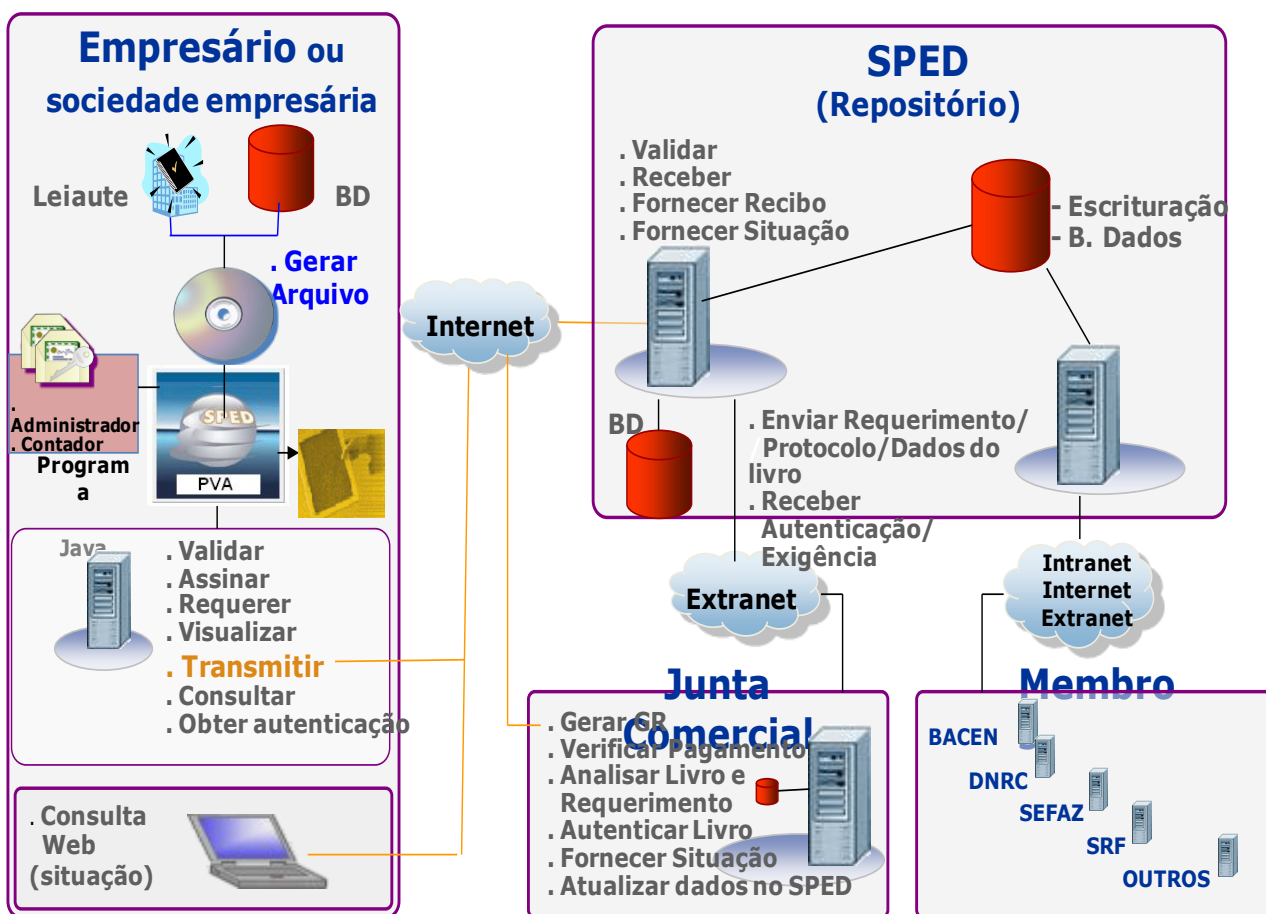 Empresário ou
sociedade empresária
Leiaute
BD
. Gerar
Arquivo
.
Administrador
. Contador
Program
a
SPED
PVA
Java
. Validar
. Assinar
. Requerer
. Visualizar
. Transmitir
. Consultar
. Obter autenticação
. Consulta
Web
(situação)
Internet
SPED
(Repositório)
. Validar
. Receber
. Fornecer Recibo
. Fornecer Situação
- Escrituração
- B. Dados
BD
. Enviar Requerimento/
Protocolo/Dados do
livro
. Receber
Autenticação/
Exigência
Extranet
Intranet
Internet
Extranet
Junta
Comercial
. Gerar GR
. Verificar Pagamento
. Analisar Livro e
Requerimento
. Autenticar Livro
. Fornecer Situação
. Atualizar dados no SPED
Membro
BACEN
DNRC
SEFAZ
SRF
OUTROS